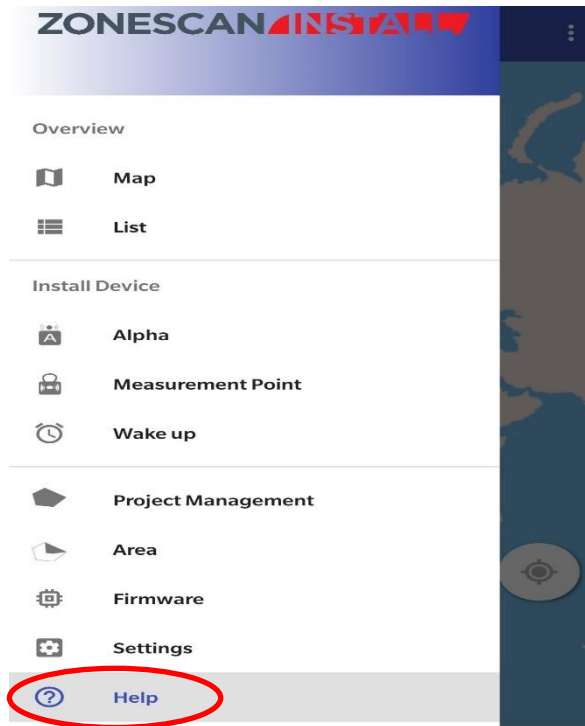 ZONESCAN INSTALL
Overview
Map
List
Install Device
A
Alpha
Measurement Point
Wake up
Project Management
Area
Firmware
Settings
? Help